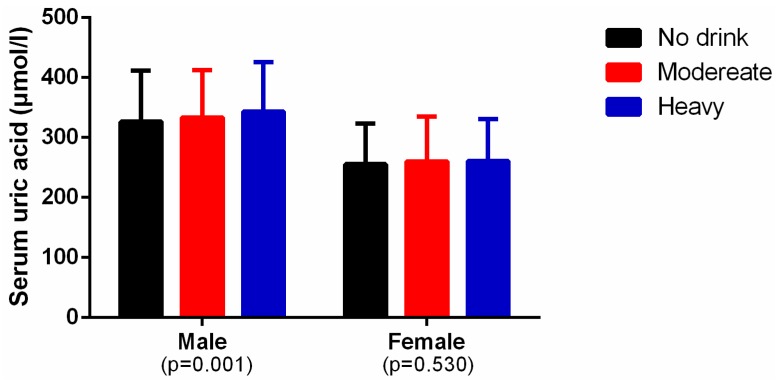 Serum uric acid (μmol/l)
500
400
300
200
100
0
Male
(p=0.001)
Female
(p=0.530)
No drink
Modereate
Heavy